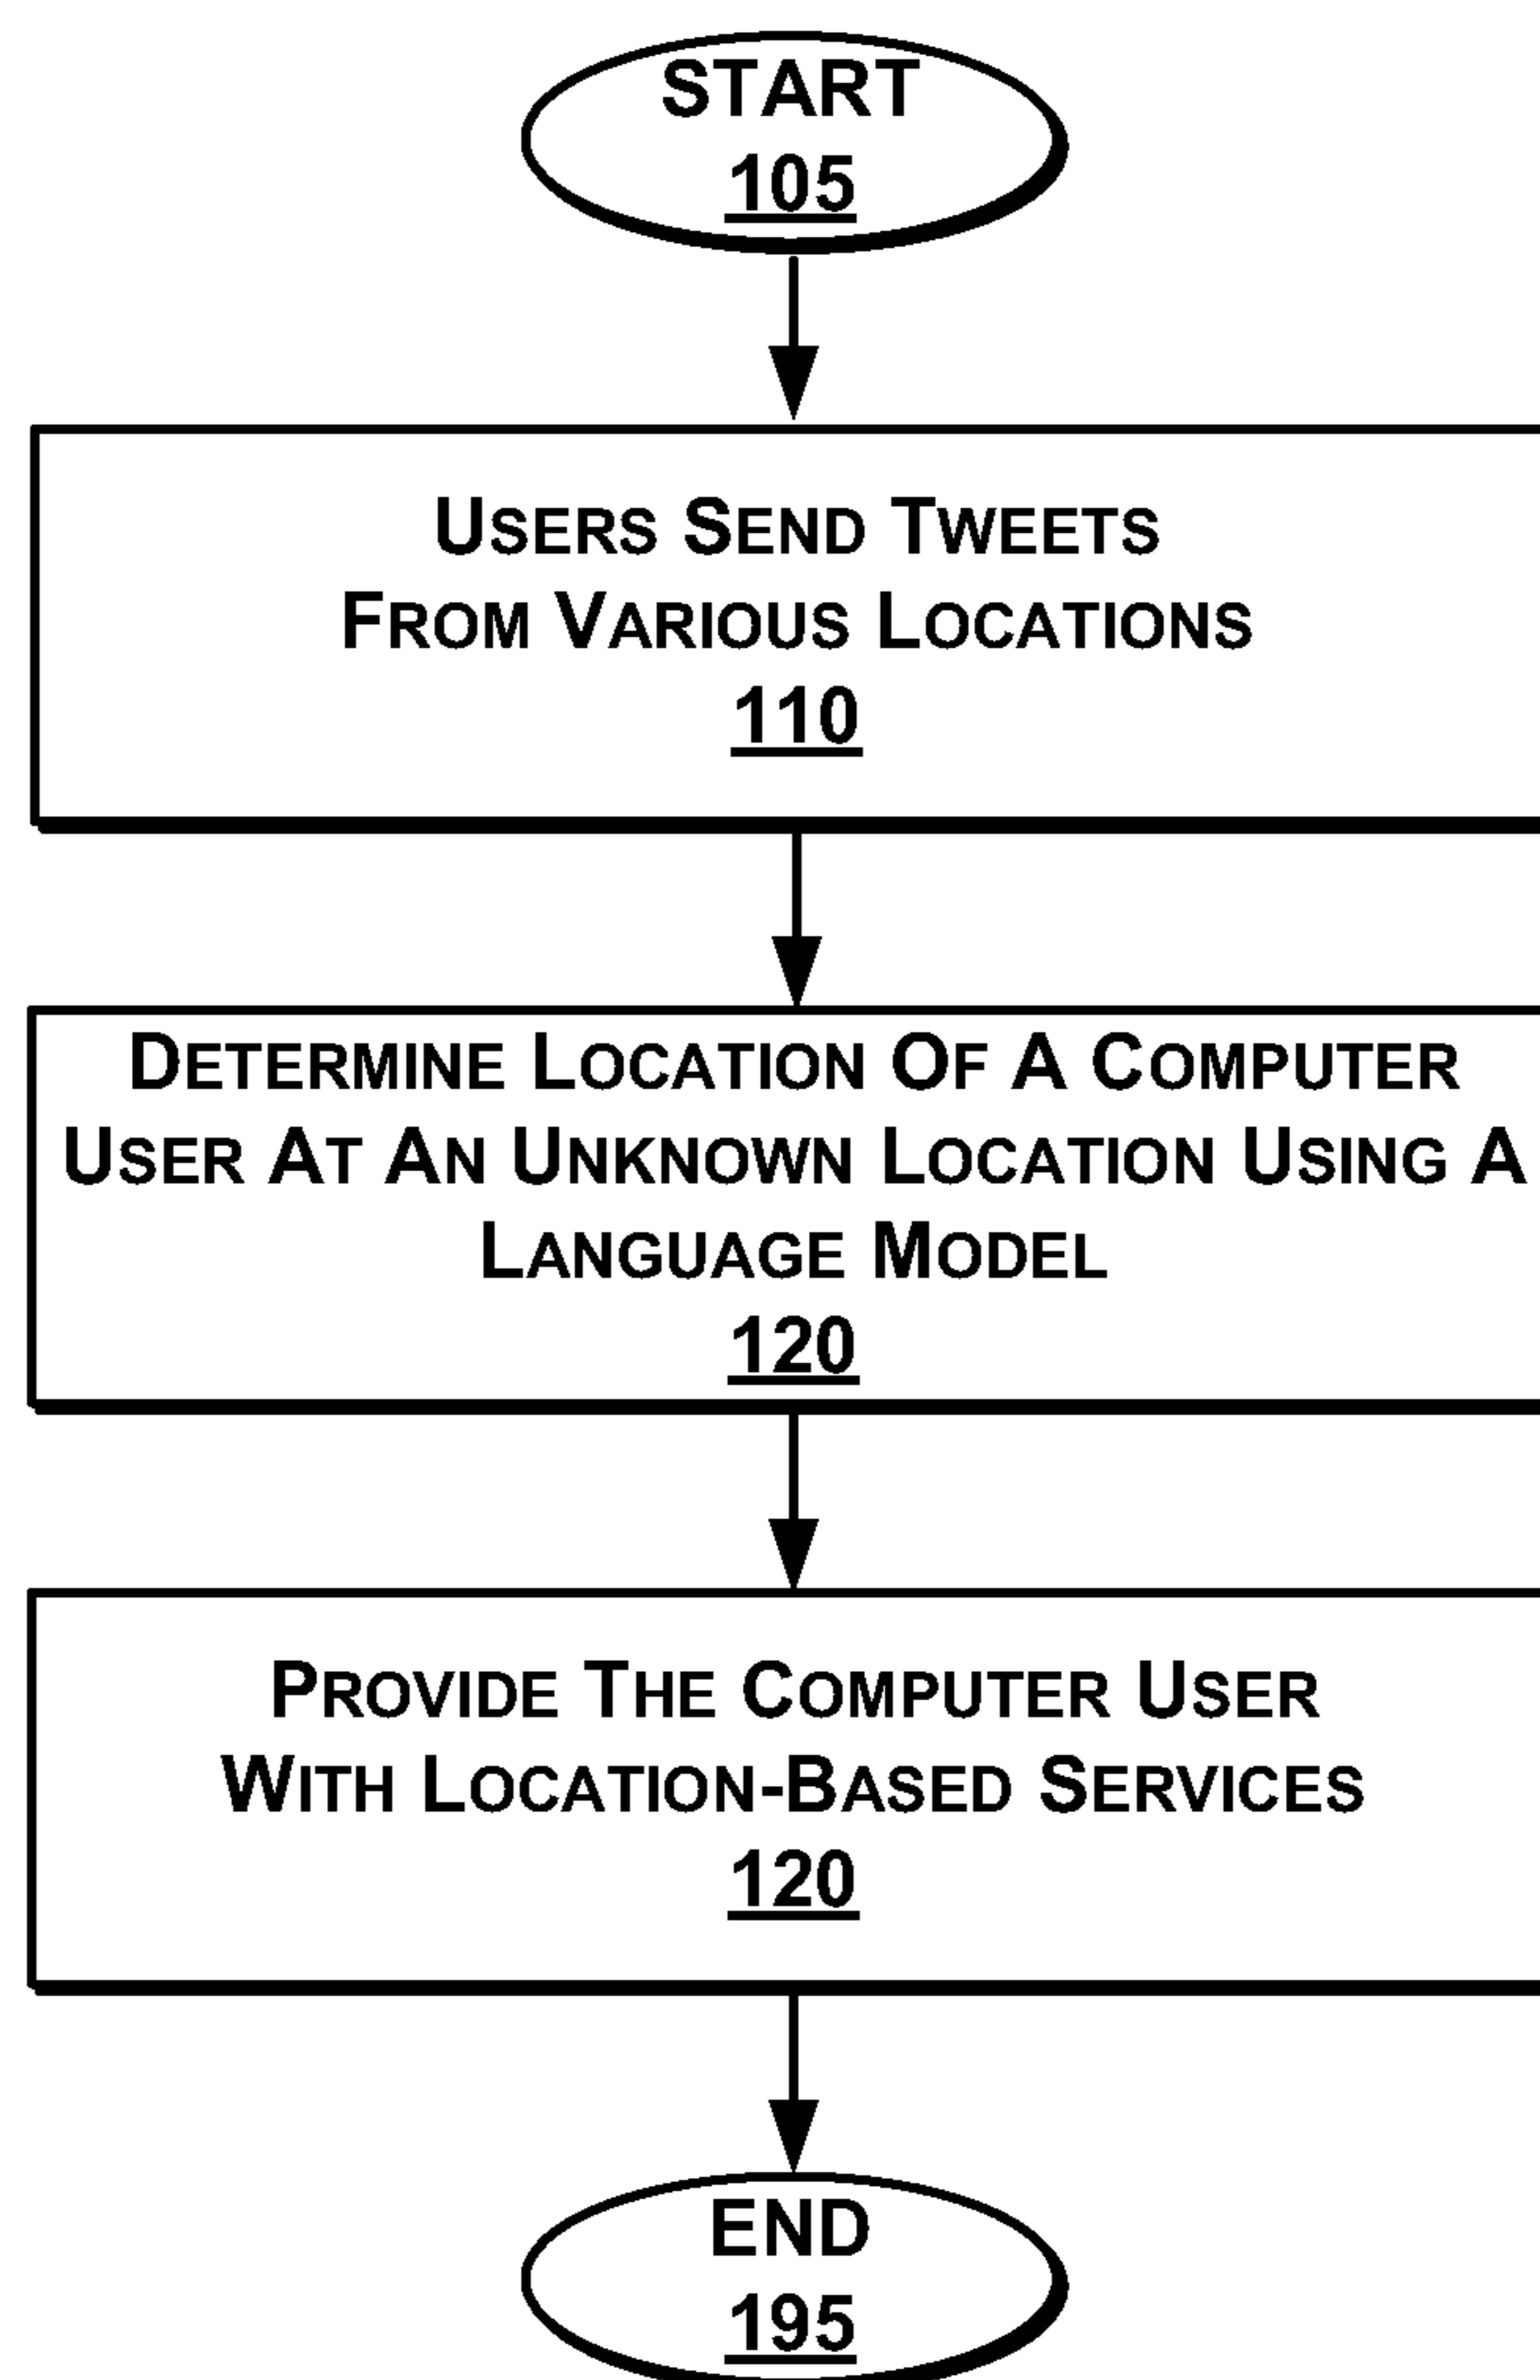 START
105
USERS SEND TWEETS
FROM VARIOUS LOCATIONS
110
DETERMINE LOCATION OF A COMPUTER
USER AT AN UNKNOWN LOCATION USING A
LANGUAGE MODEL
120
PROVIDE THE COMPUTER USER
WITH LOCATION-BASED SERVICES
120
END
195